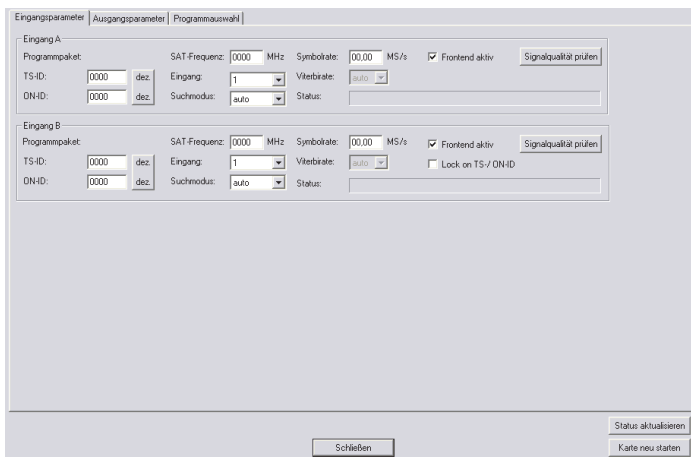 Eingangsparameter Ausgangsparameter Programmauswahl
Eingang A
Programmpaket: SAT-Frequenz: 0000 MHz Symbolrate: 00,00 MS/s Frontend aktiv Signalqualität prüfen
TS-ID: 0000 dez. Eingang: 1 Viterbirate: auto
ON-ID: 0000 dez. Suchmodus: auto Status:
Eingang B
Programmpaket: SAT-Frequenz: 0000 MHz Symbolrate: 00,00 MS/s Frontend aktiv Signalqualität prüfen
TS-ID: 0000 dez. Eingang: 1 Viterbirate: auto Lock on TS-/ ON-ID
ON-ID: 0000 dez. Suchmodus: auto Status:
Status aktualisieren
Schließen Karte neu starten